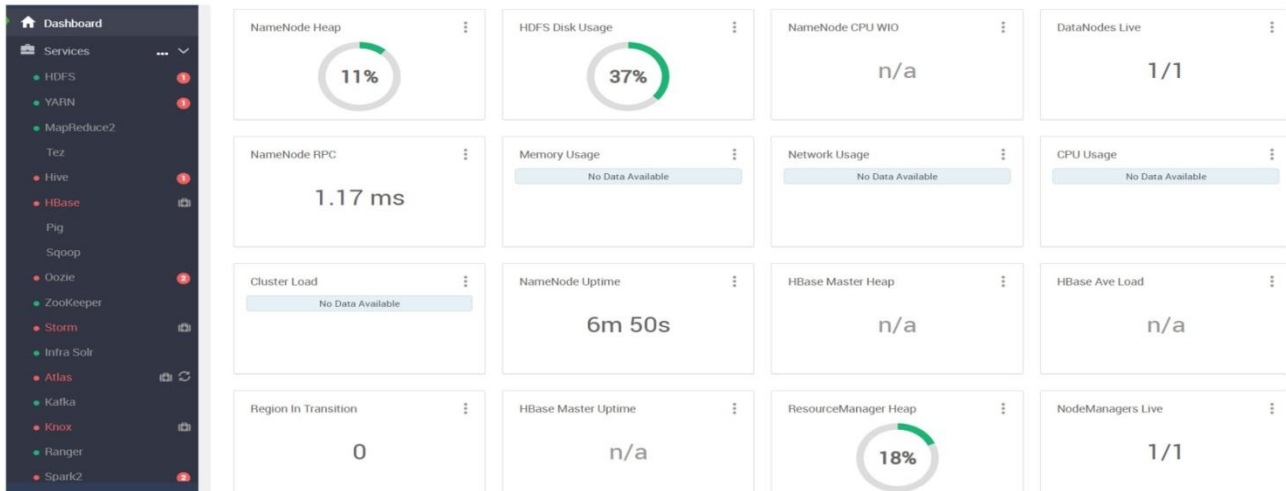 Dashboard
Services
HDFS 1
YARN 1
MapReduce2
Tez
Hive 1
HBase
Pig
Sqoop
Oozie 2
ZooKeeper
Storm
Infra Solr
Atlas
Kafka
Knox
Ranger
Spark2 2
NameNode Heap
11%
HDFS Disk Usage
37%
NameNode CPU WIO
n/a
DataNodes Live
1/1
NameNode RPC
1.17 ms
Memory Usage
No Data Available
Network Usage
No Data Available
CPU Usage
No Data Available
Cluster Load
No Data Available
NameNode Uptime
6m 50s
HBase Master Heap
n/a
HBase Ave Load
n/a
Region In Transition
0
HBase Master Uptime
n/a
ResourceManager Heap
18%
NodeManagers Live
1/1